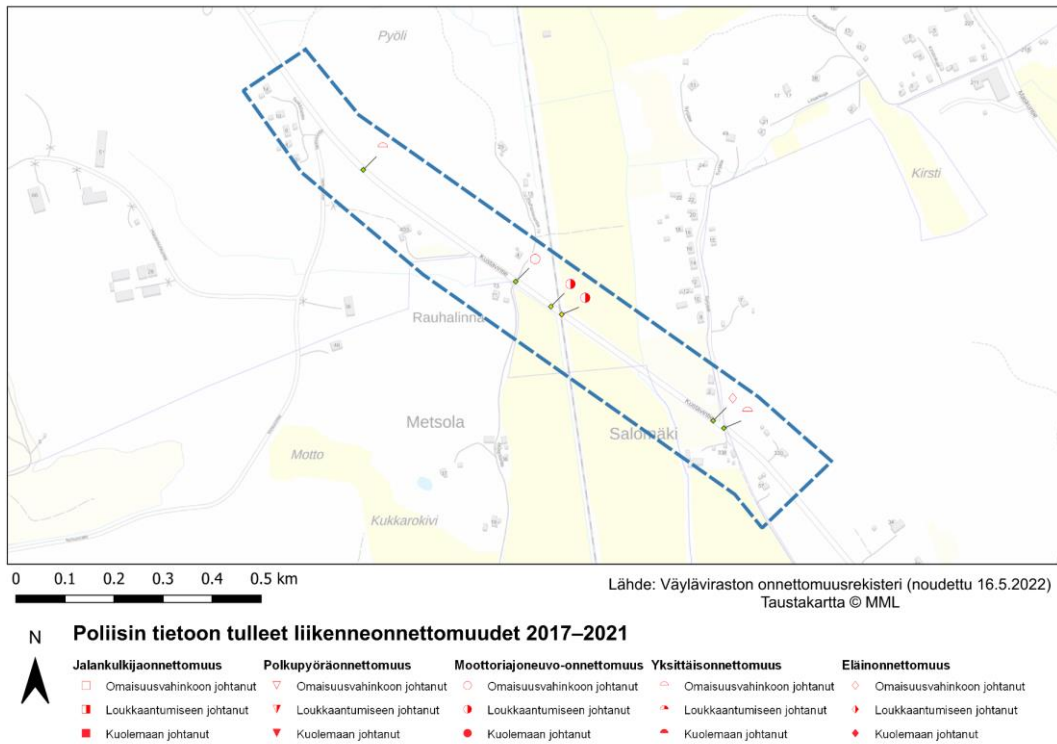 Pyöli
Kirsti
Kustavintie
Rauhalinna
Metsola
Kustavintie
Salomäki
Motto
Kukkarokivi
0 0.1 0.2 0.3 0.4 0.5 km
Lähde: Väyläviraston onnettomuusrekisteri (noudettu 16.5.2022)
Taustakartta © MML
N
Poliisin tietoon tulleet liikenneonnettomuudet 2017–2021
Jalankulkijaonnettomuus Polkupyöräonnettomuus Moottoriajoneuvo-onnettomuus Yksittäisonnettomuus Eläinonnettomuus
Omaisuusvahinkoon johtanut Omaisuusvahinkoon johtanut Omaisuusvahinkoon johtanut Omaisuusvahinkoon johtanut Omaisuusvahinkoon johtanut
Loukkaantumiseen johtanut Loukkaantumiseen johtanut Loukkaantumiseen johtanut Loukkaantumiseen johtanut Loukkaantumiseen johtanut
Kuolemaan johtanut Kuolemaan johtanut Kuolemaan johtanut Kuolemaan johtanut Kuolemaan johtanut